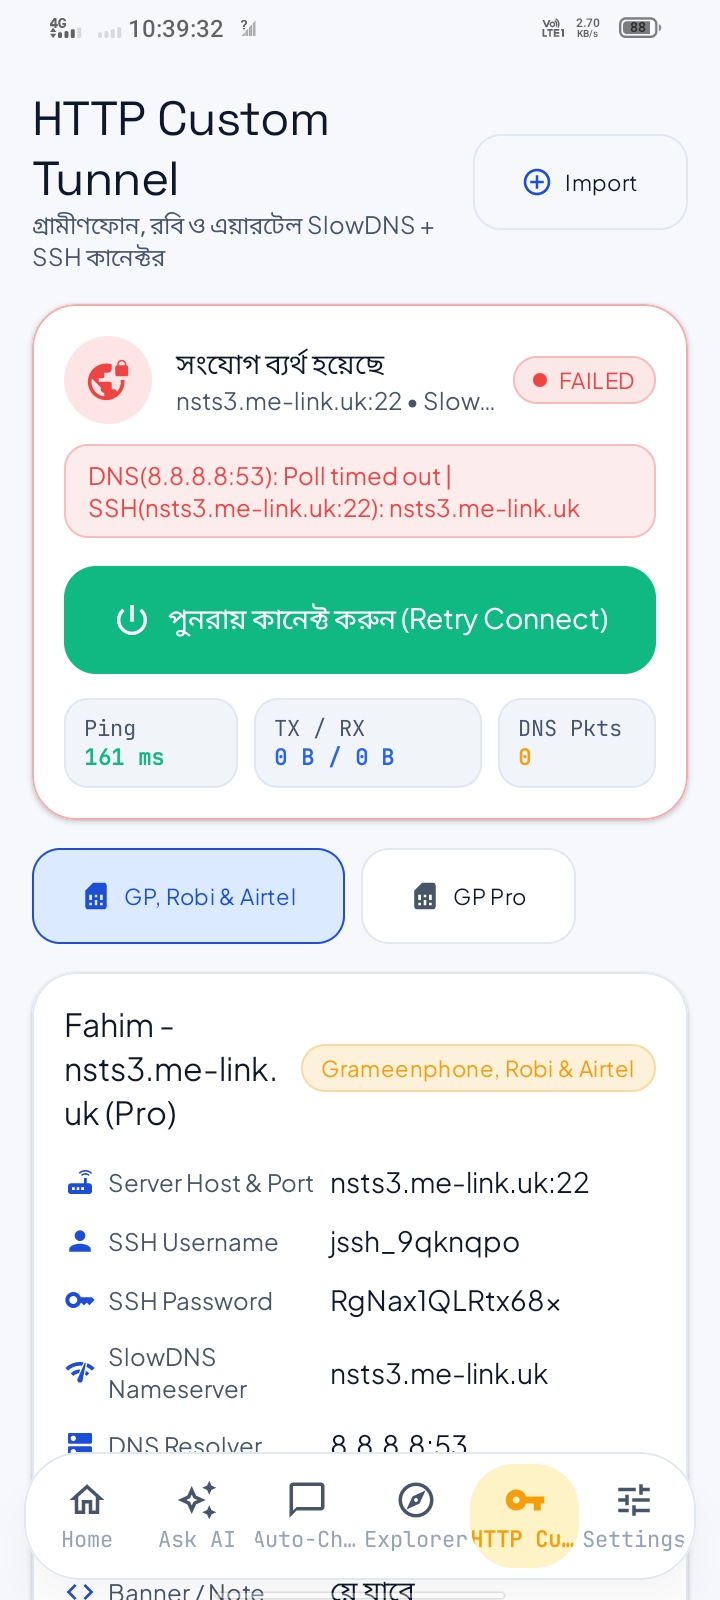 4G 10:39:32 ? Vo) LTE1 2.70 KB/s 88
HTTP Custom
Tunnel
গ্রামীণফোন, রবি ও এয়ারটেল SlowDNS +
SSH কানেক্টর
Import
সংযোগ ব্যর্থ হয়েছে
nsts3.me-link.uk:22 • Slow...
FAILED
DNS(8.8.8.8:53): Poll timed out |
SSH(nsts3.me-link.uk:22): nsts3.me-link.uk
পুনরায় কানেক্ট করুন (Retry Connect)
Ping
161 ms
TX / RX
0 B / 0 B
DNS Pkts
0
GP, Robi & Airtel
GP Pro
Fahim -
nsts3.me-link.
uk (Pro)
Grameenphone, Robi & Airtel
Server Host & Port nsts3.me-link.uk:22
SSH Username jssh_9qknqpo
SSH Password RgNax1QLRtx68×
SlowDNS
Nameserver
nsts3.me-link.uk
DNS Resolver 8.8.8.8:53
Home
Ask AI
Auto-Ch...
Explorer
HTTP Cu...
Settings
Banner / Note যে যাবে